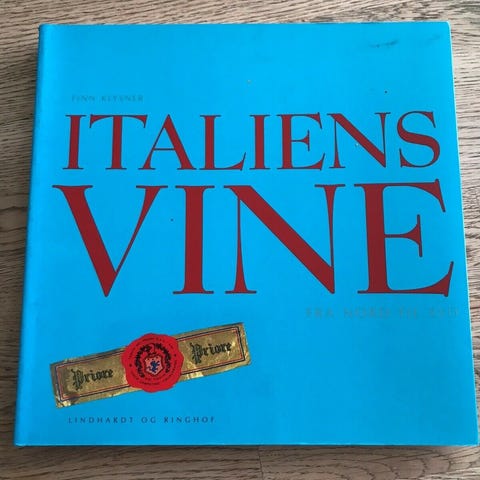 FINN KLYSNER
ITALIENS
VINE
FRA NORD TIL SYD
Priore Priore
LINDHARDT OG RINGHOF